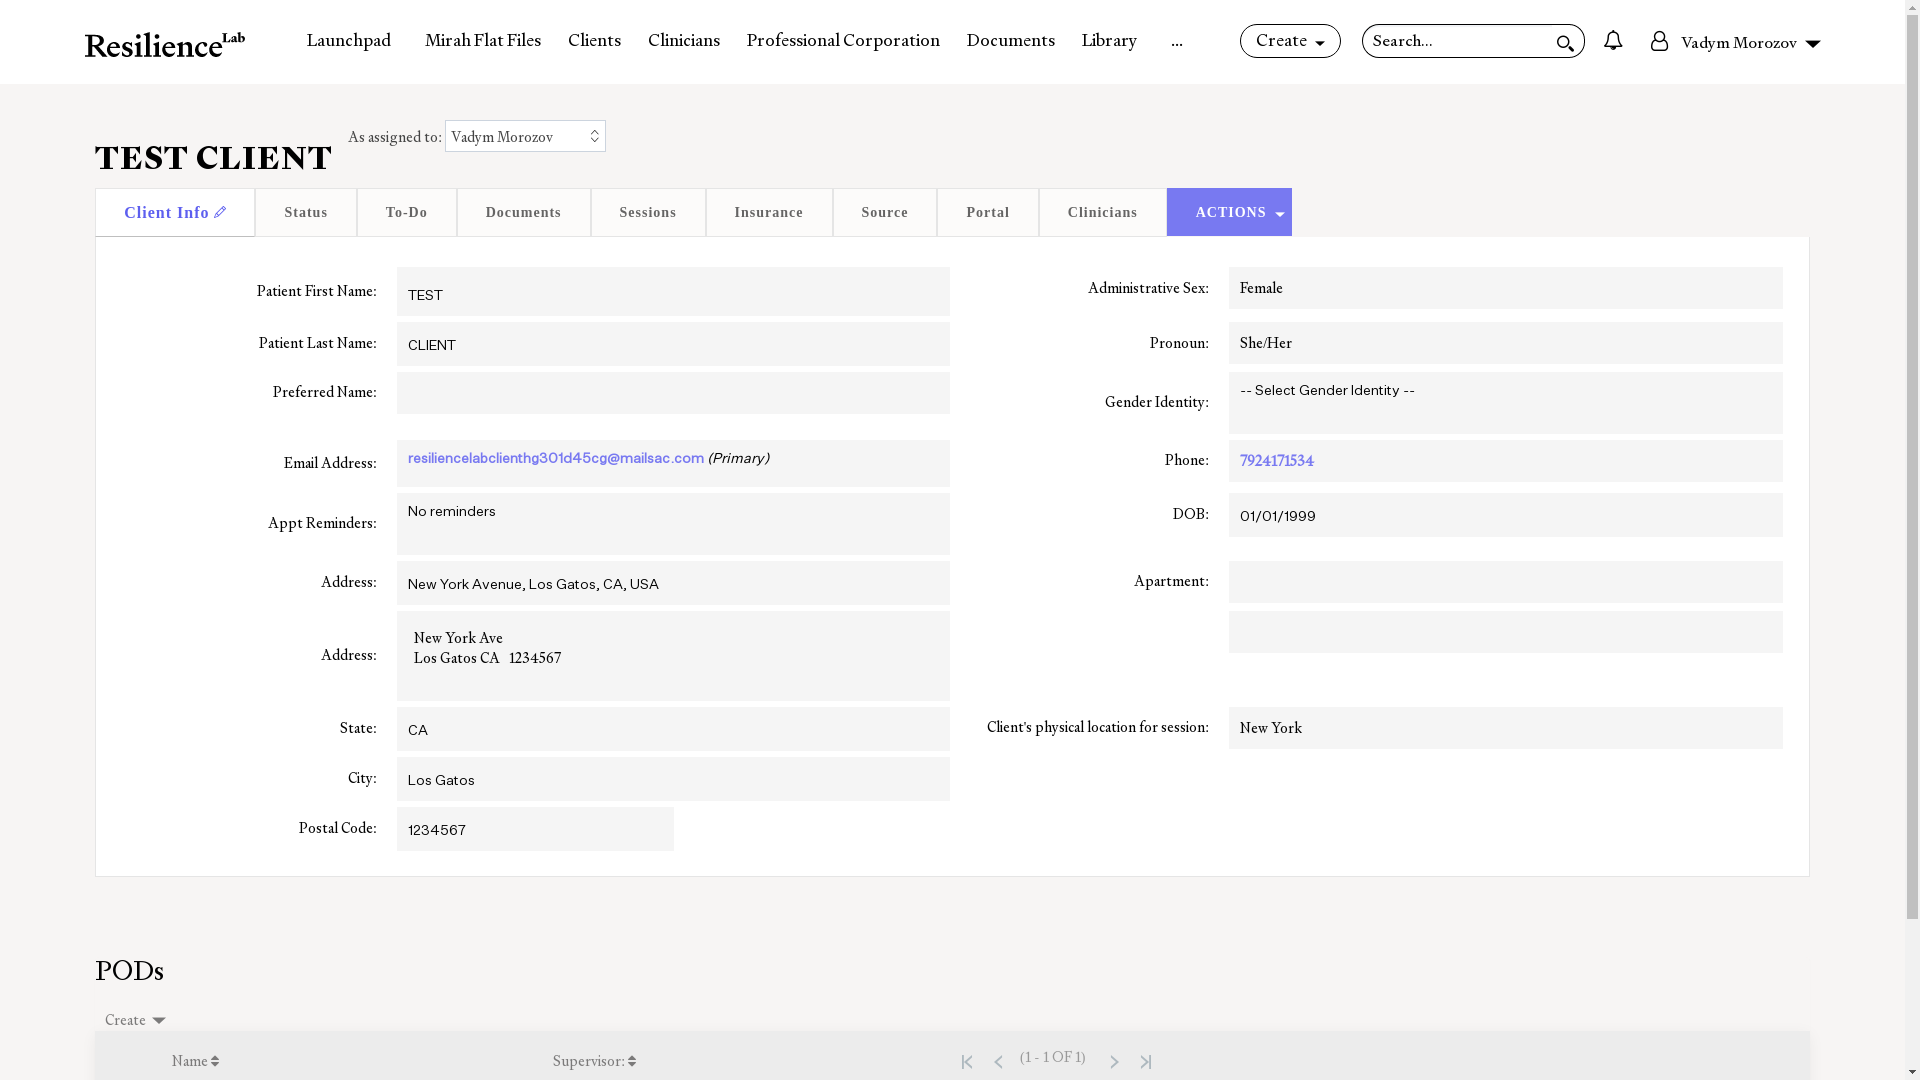 ResilienceLab
Launchpad Mirah Flat Files Clients Clinicians Professional Corporation Documents Library ...
Create
Search...
Vadym Morozov
TEST CLIENT
As assigned to: Vadym Morozov
Client Info Status To-Do Documents Sessions Insurance Source Portal Clinicians ACTIONS
Patient First Name: TEST
Administrative Sex: Female
Patient Last Name: CLIENT
Pronoun: She/Her
Preferred Name:
Gender Identity: -- Select Gender Identity --
Email Address: resiliencelabclienthg301d45cg@mailsac.com (Primary)
Phone: 7924171534
Appt Reminders: No reminders
DOB: 01/01/1999
Address: New York Avenue, Los Gatos, CA, USA
Apartment:
Address: New York Ave
Los Gatos CA 1234567
State: CA
Client's physical location for session: New York
City: Los Gatos
Postal Code: 1234567
PODs
Create
Name Supervisor: (1 - 1 OF 1)